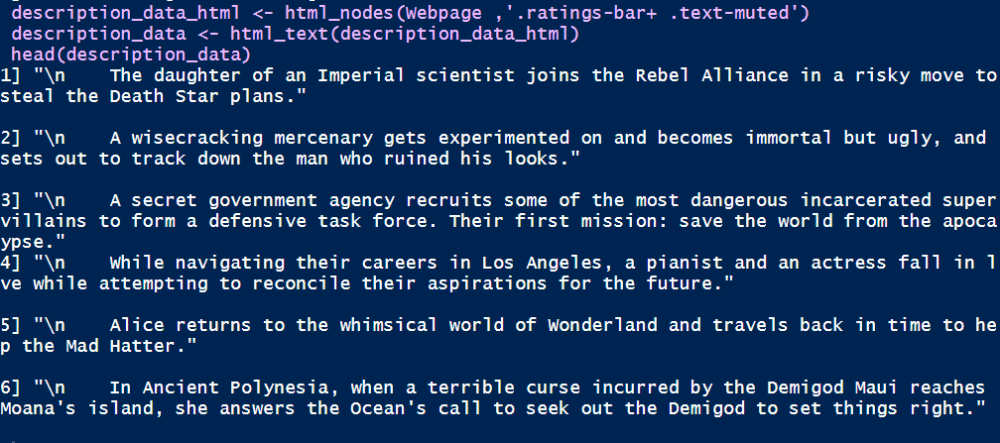 description_data_html <- html_nodes(Webpage ,'.ratings-bar+ .text-muted')
description_data <- html_text(description_data_html)
head(description_data)
1] "\n    The daughter of an Imperial scientist joins the Rebel Alliance in a risky move to
steal the Death Star plans."
2] "\n    A wisecracking mercenary gets experimented on and becomes immortal but ugly, and
sets out to track down the man who ruined his looks."
3] "\n    A secret government agency recruits some of the most dangerous incarcerated super
villains to form a defensive task force. Their first mission: save the world from the apoca
ypse."
4] "\n    While navigating their careers in Los Angeles, a pianist and an actress fall in l
ve while attempting to reconcile their aspirations for the future."
5] "\n    Alice returns to the whimsical world of Wonderland and travels back in time to he
p the Mad Hatter."
6] "\n    In Ancient Polynesia, when a terrible curse incurred by the Demigod Maui reaches
Moana's island, she answers the Ocean's call to seek out the Demigod to set things right."